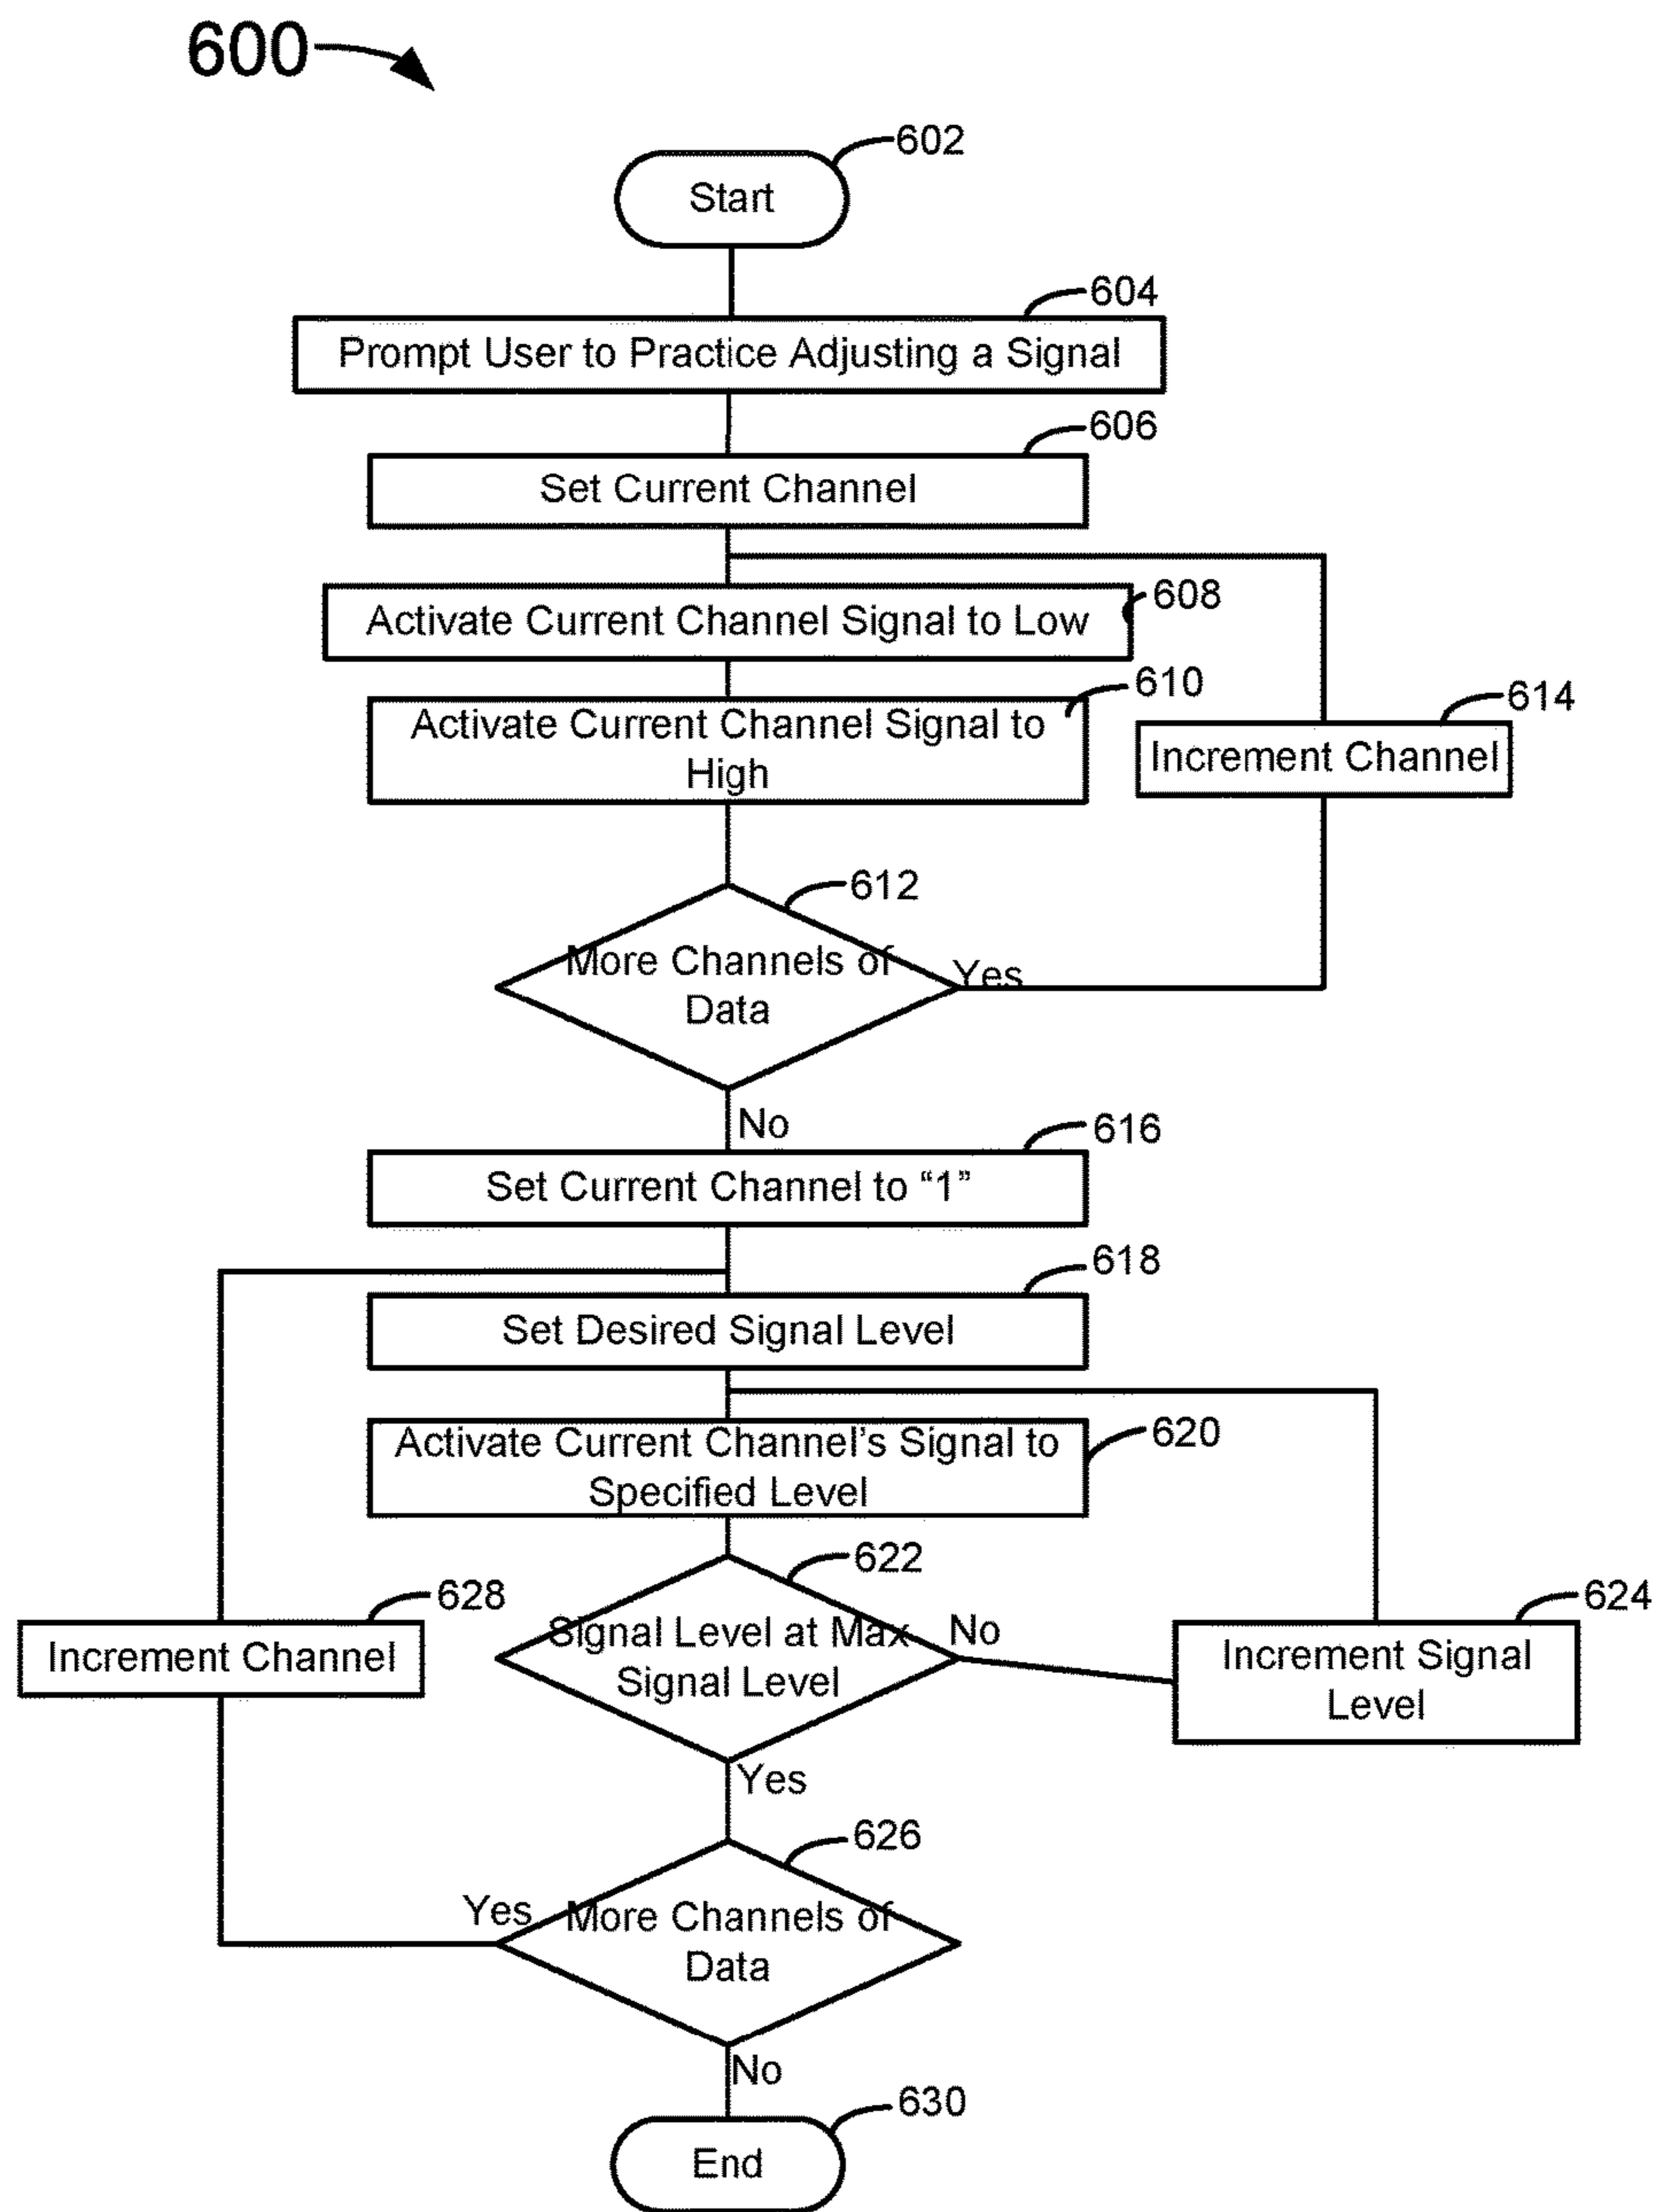 600
602
Start
604
Prompt User to Practice Adjusting a Signal
606
Set Current Channel
608
Activate Current Channel Signal to Low
610
Activate Current Channel Signal to
High
614
Increment Channel
612
More Channels of
Data
Yes
No
616
Set Current Channel to “1”
618
Set Desired Signal Level
620
Activate Current Channel’s Signal to
Specified Level
622
Signal Level at Max
Signal Level
No
624
Increment Signal
Level
628
Increment Channel
Yes
626
More Channels of
Data
Yes
No
630
End